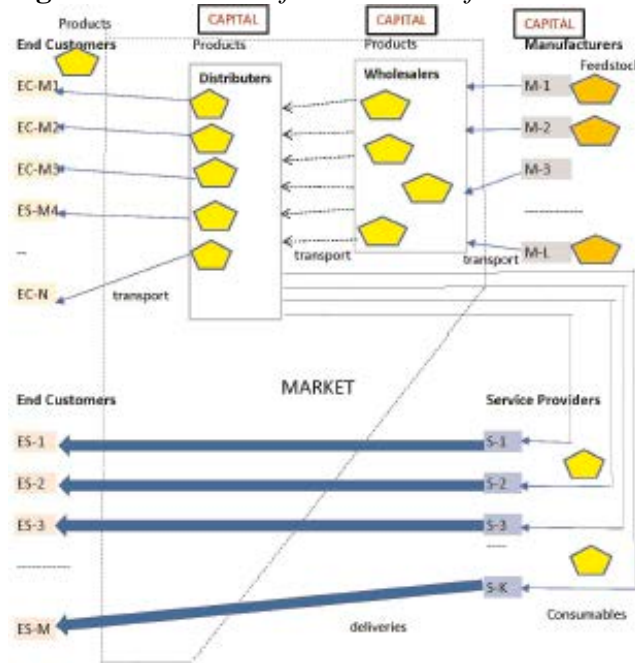 Products
CAPITAL
CAPITAL
CAPITAL
End Customers
Products
Products
Manufacturers
Feedstock
Distributers
Wholesalers
EC-M1
M-1
EC-M2
M-2
EC-M3
M-3
ES-M4
----------
--
M-L
transport
transport
EC-N
transport
MARKET
End Customers
Service Providers
ES-1
S-1
ES-2
S-2
ES-3
S-3
----------
----
S-K
ES-M
deliveries
Consumables